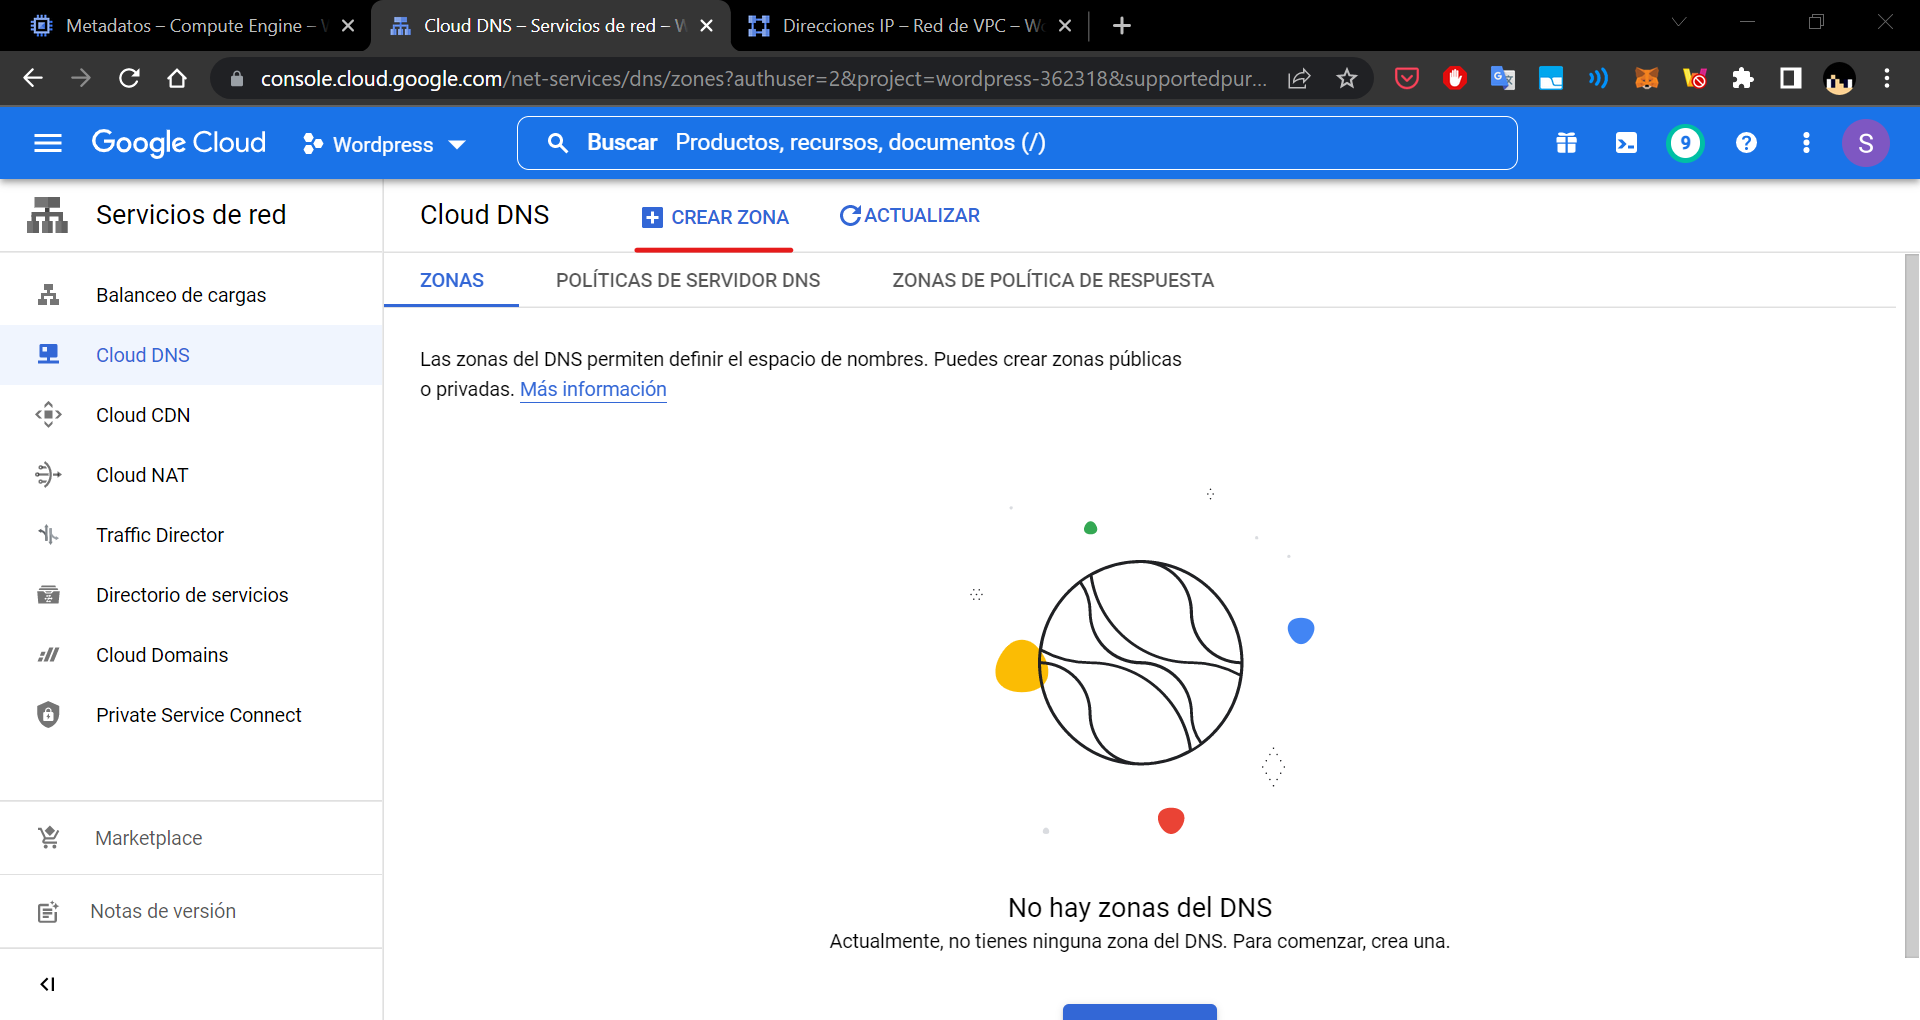 Metadatos – Compute Engine – W
Cloud DNS – Servicios de red – W
Direcciones IP – Red de VPC – Wo
console.cloud.google.com/net-services/dns/zones?authuser=2&project=wordpress-362318&supportedpur...
Google Cloud
Wordpress
Buscar Productos, recursos, documentos (/)
9
S
Servicios de red
Cloud DNS
CREAR ZONA
ACTUALIZAR
ZONAS
POLÍTICAS DE SERVIDOR DNS
ZONAS DE POLÍTICA DE RESPUESTA
Balanceo de cargas
Cloud DNS
Cloud CDN
Cloud NAT
Traffic Director
Directorio de servicios
Cloud Domains
Private Service Connect
Marketplace
Notas de versión
Las zonas del DNS permiten definir el espacio de nombres. Puedes crear zonas públicas
o privadas. Más información
No hay zonas del DNS
Actualmente, no tienes ninguna zona del DNS. Para comenzar, crea una.